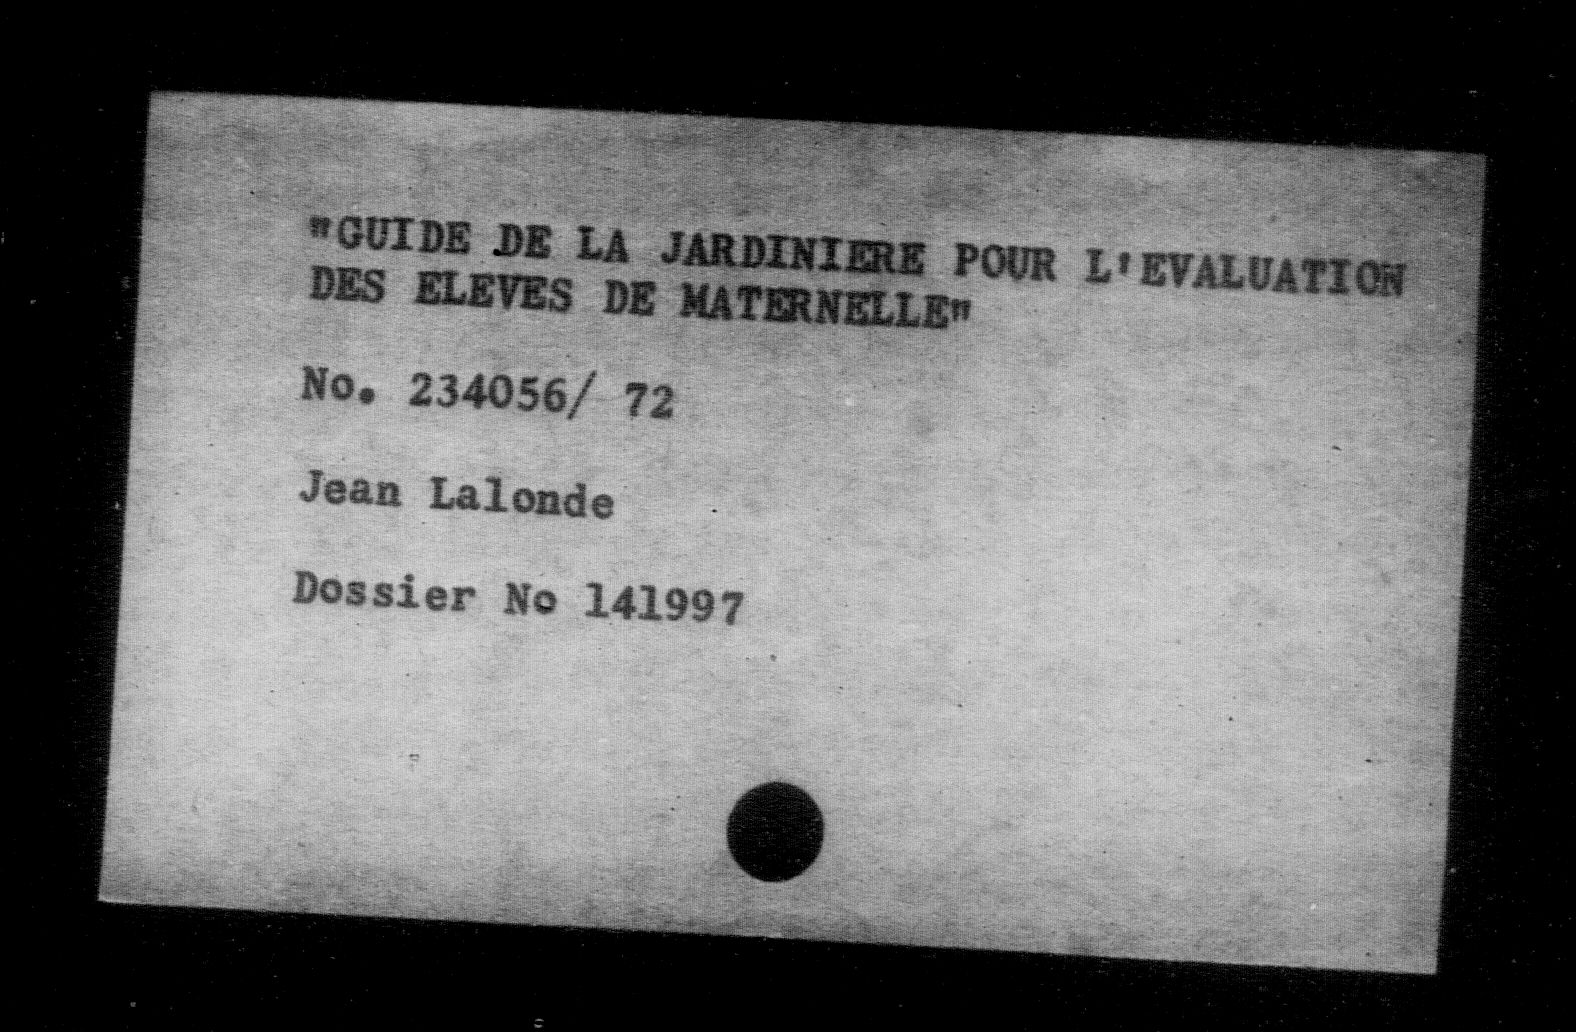 "GUIDE DE LA JARDINIERE POUR L'EVALUATION
DES ELEVES DE MATERNELLE"
No. 234056/ 72
Jean Lalonde
Dossier No 141997